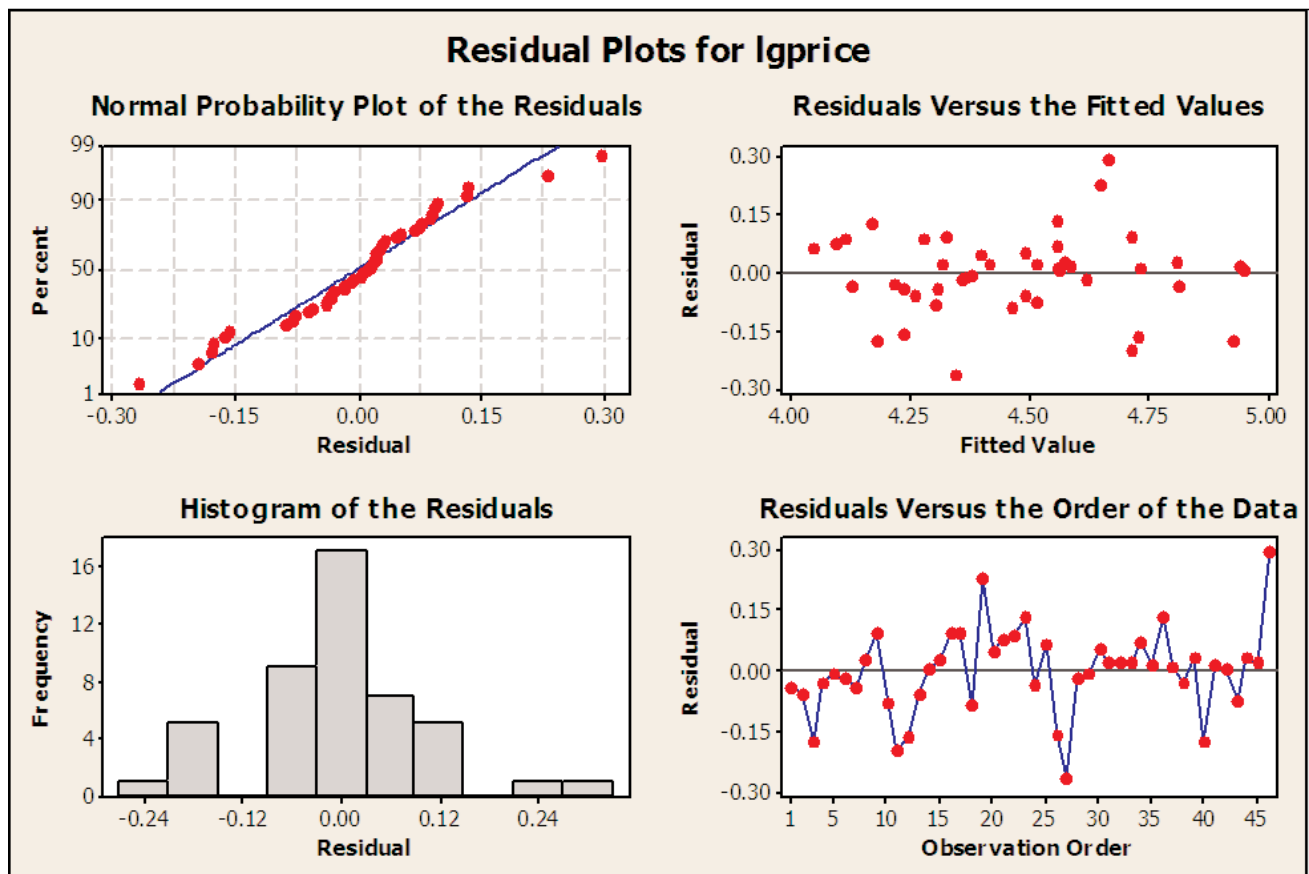 Residual Plots for lgprice
Normal Probability Plot of the Residuals
99
90
50
10
1
Percent
-0.30 -0.15 0.00 0.15 0.30
Residual
Residuals Versus the Fitted Values
0.30
0.15
0.00
-0.15
-0.30
Residual
4.00 4.25 4.50 4.75 5.00
Fitted Value
Histogram of the Residuals
16
12
8
4
0
Frequency
-0.24 -0.12 0.00 0.12 0.24
Residual
Residuals Versus the Order of the Data
0.30
0.15
0.00
-0.15
-0.30
Residual
1 5 10 15 20 25 30 35 40 45
Observation Order